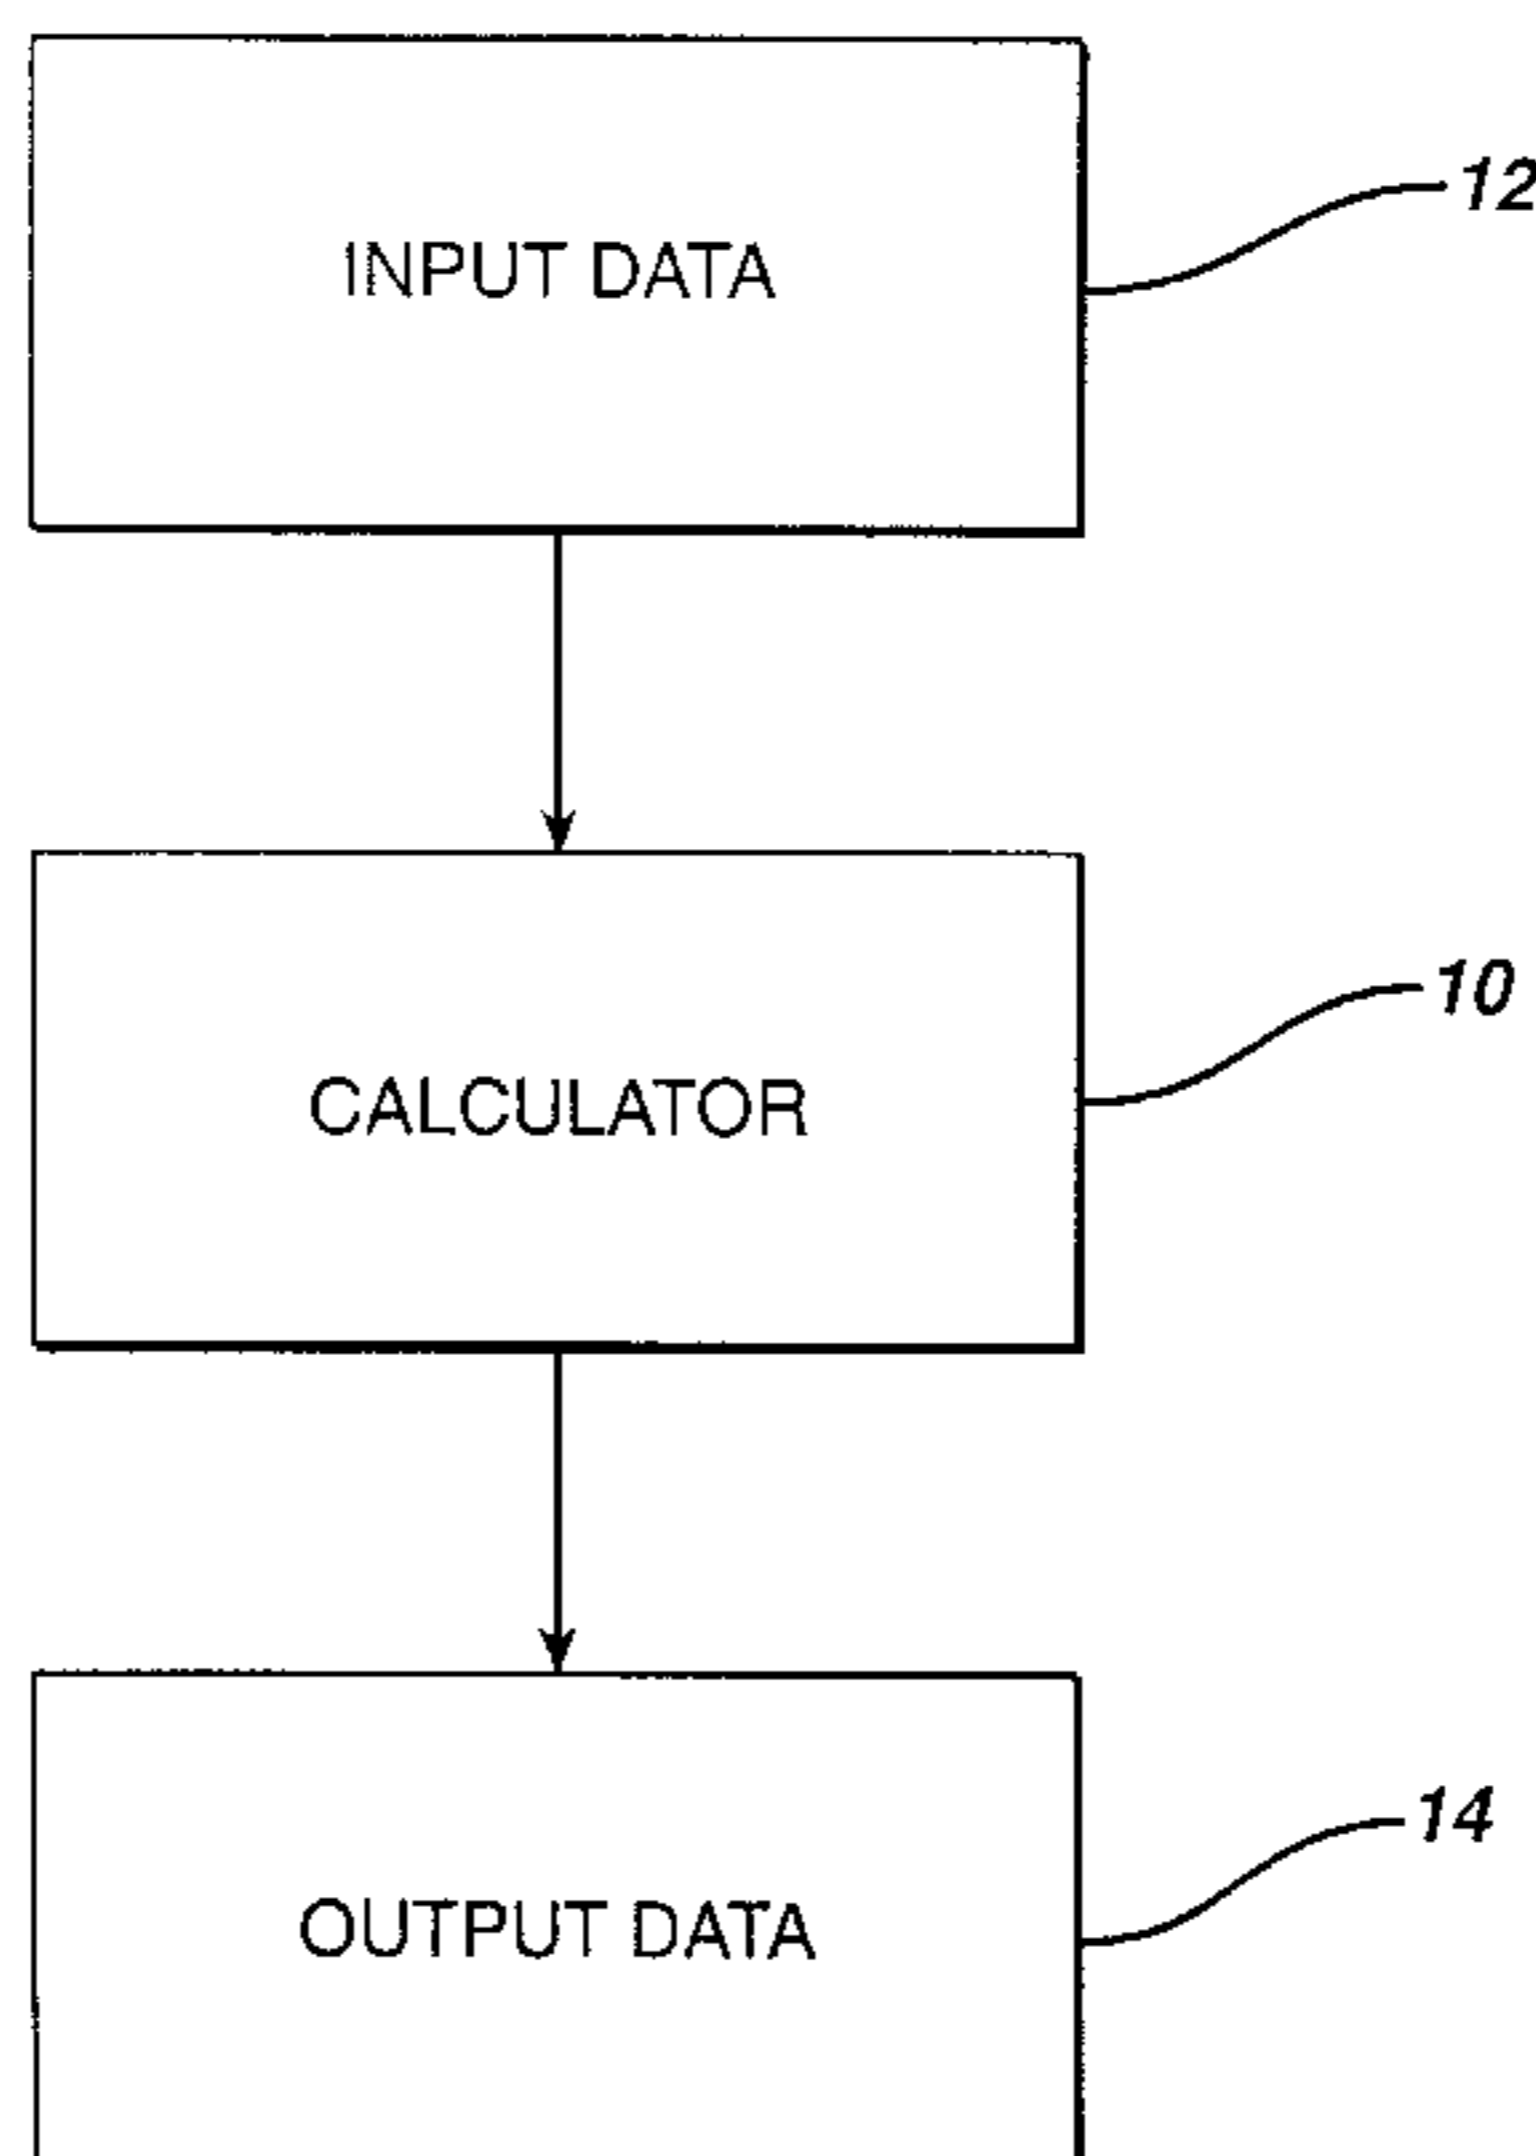 INPUT DATA
12
CALCULATOR
10
OUTPUT DATA
14